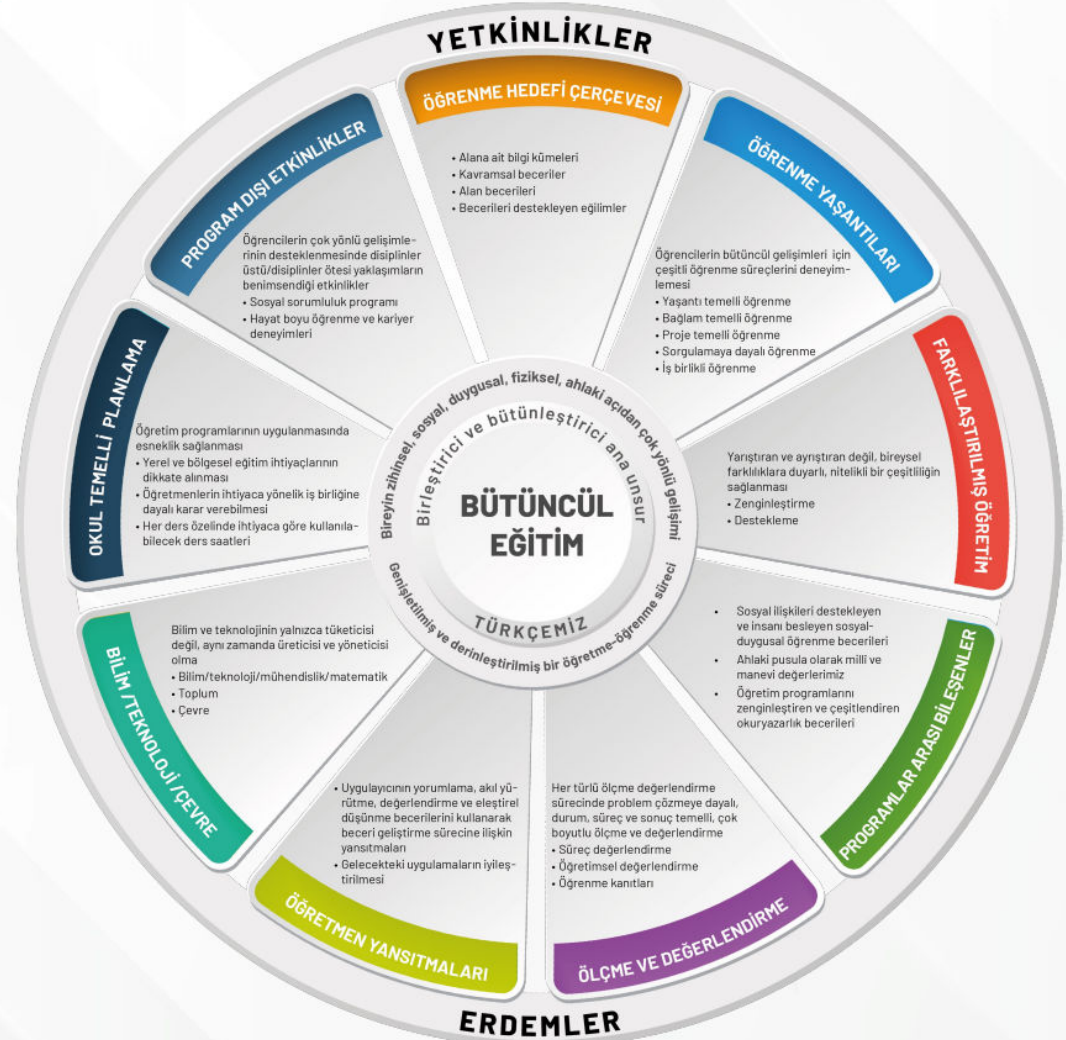 YETKİNLİKLER
ÖĞRENME HEDEFİ ÇERÇEVESİ
• Alana ait bilgi kümeleri
• Kavramsal beceriler
• Alan becerileri
• Becerileri destekleyen eğilimler
ÖĞRENME YAŞANTILARI
Öğrencilerin bütüncül gelişimleri için
çeşitli öğrenme süreçlerini deneyim-
lemesi
• Yaşantı temelli öğrenme
• Bağlam temelli öğrenme
• Proje temelli öğrenme
• Sorgulamaya dayalı öğrenme
• İş birlikli öğrenme
FARKLILAŞTIRILMIŞ ÖĞRETİM
Yarıştıran ve ayrıştıran değil, bireysel
farklılıklara duyarlı, nitelikli bir çeşitliliğin
sağlanması
• Zenginleştirme
• Destekleme
PROGRAMLAR ARASI BİLEŞENLER
• Sosyal ilişkileri destekleyen
ve insanı besleyen sosyal-
duygusal öğrenme becerileri
• Ahlaki pusula olarak millî ve
manevi değerlerimiz
• Öğretim programlarını
zenginleştiren ve çeşitlendiren
okuryazarlık becerileri
ÖLÇME VE DEĞERLENDİRME
Her türlü ölçme değerlendirme
sürecinde problem çözmeye dayalı,
durum, süreç ve sonuç temelli, çok
boyutlu ölçme ve değerlendirme
• Süreç değerlendirme
• Öğretimsel değerlendirme
• Öğrenme kanıtları
ÖĞRETMEN YANSITMALARI
• Uygulayıcının yorumlama, akıl yü-
rütme, değerlendirme ve eleştirel
düşünme becerilerini kullanarak
beceri geliştirme sürecine ilişkin
yansıtmaları
• Gelecekteki uygulamaların iyileş-
tirilmesi
BİLİM /TEKNOLOJİ /ÇEVRE
Bilim ve teknolojinin yalnızca tüketicisi
değil, aynı zamanda üreticisi ve yöneticisi
olma
• Bilim/teknoloji/mühendislik/matematik
• Toplum
• Çevre
OKUL TEMELLİ PLANLAMA
Öğretim programlarının uygulanmasında
esneklik sağlanması
• Yerel ve bölgesel eğitim ihtiyaçlarının
dikkate alınması
• Öğretmenlerin ihtiyaca yönelik iş birliğine
dayalı karar verebilmesi
• Her ders özelinde ihtiyaca göre kullanıla-
bilecek ders saatleri
PROGRAM DIŞI ETKİNLİKLER
Öğrencilerin çok yönlü gelişimle-
rinin desteklenmesinde disiplinler
üstü/disiplinler ötesi yaklaşımların
benimsendiği etkinlikler
• Sosyal sorumluluk programı
• Hayat boyu öğrenme ve kariyer
deneyimleri
Bireyin zihinsel, sosyal, duygusal, fiziksel, ahlaki açıdan çok yönlü gelişimi
Birleştirici ve bütünleştirici ana unsur
BÜTÜNCÜL
EĞİTİM
TÜRKÇEMİZ
Genişletilmiş ve derinleştirilmiş bir öğretme-öğrenme süreci
ERDEMLER